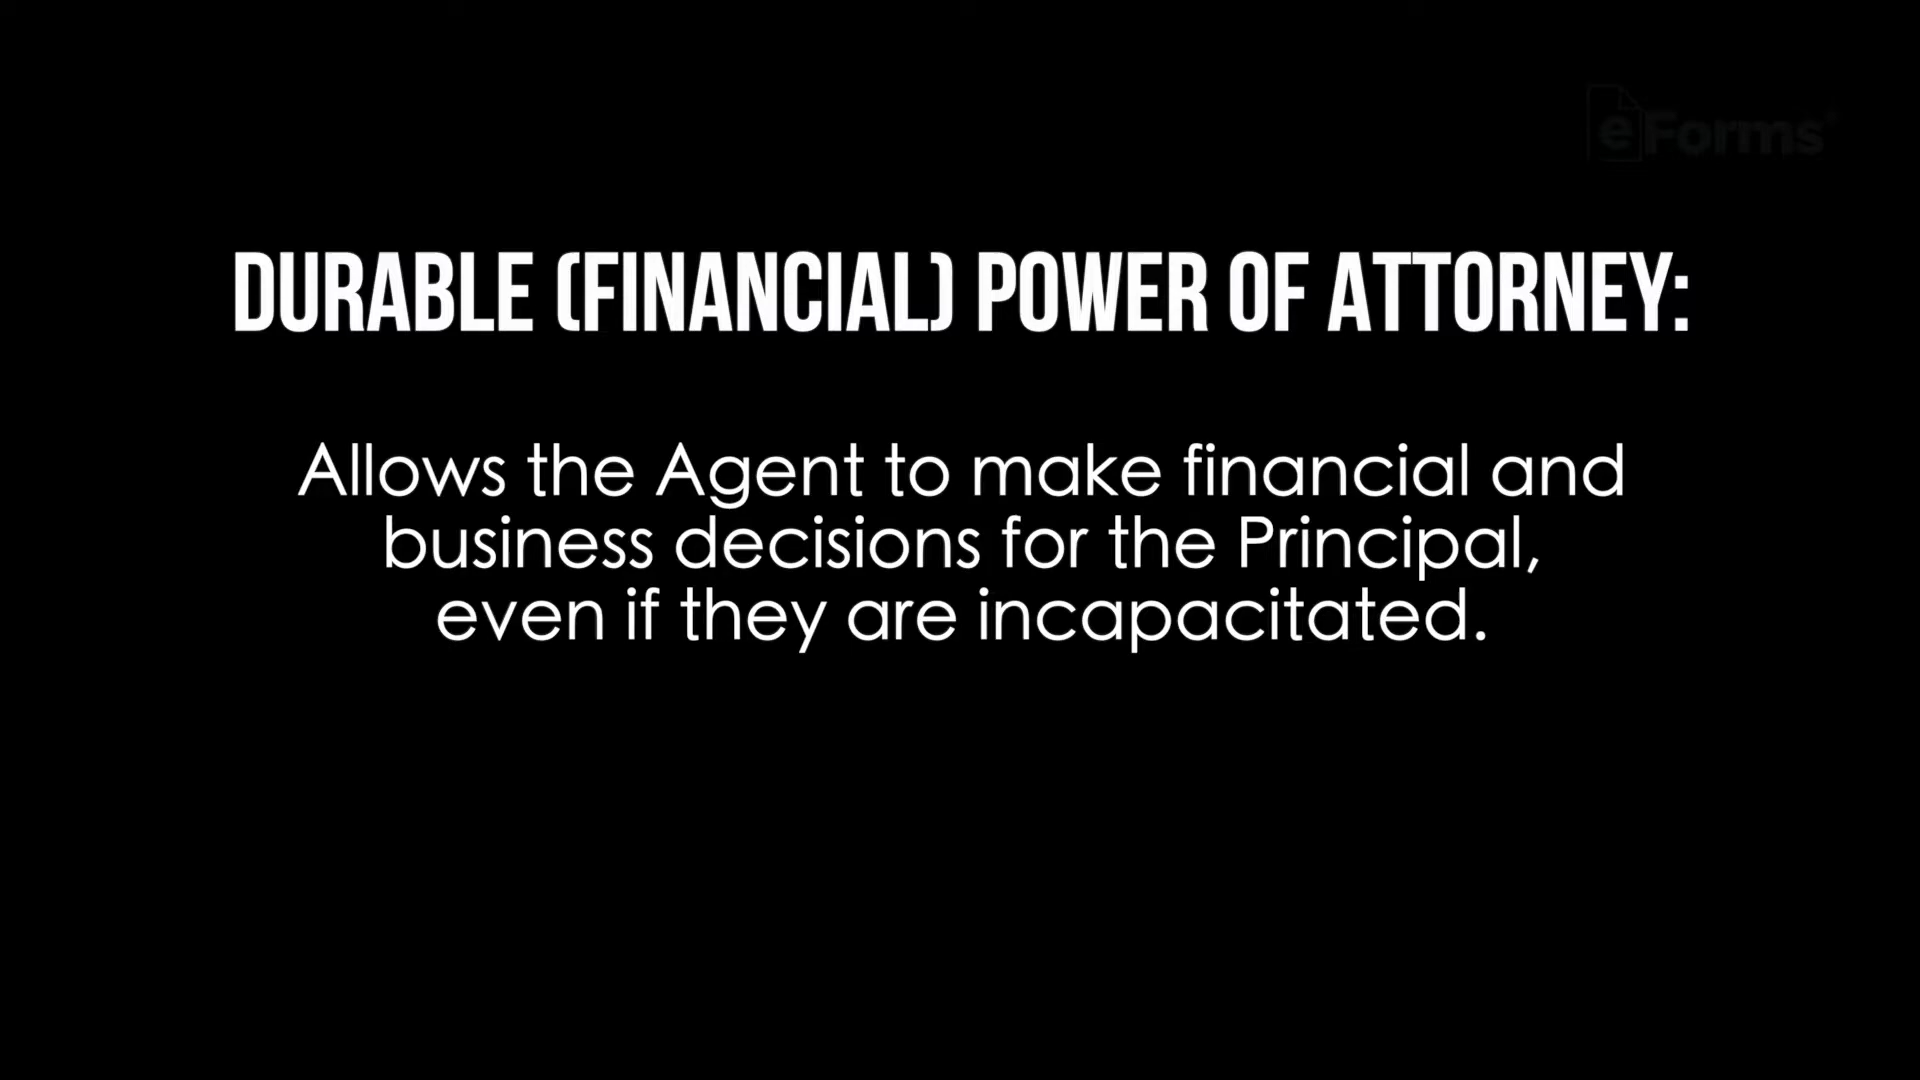 eForms
DURABLE (FINANCIAL) POWER OF ATTORNEY:
Allows the Agent to make financial and
business decisions for the Principal,
even if they are incapacitated.